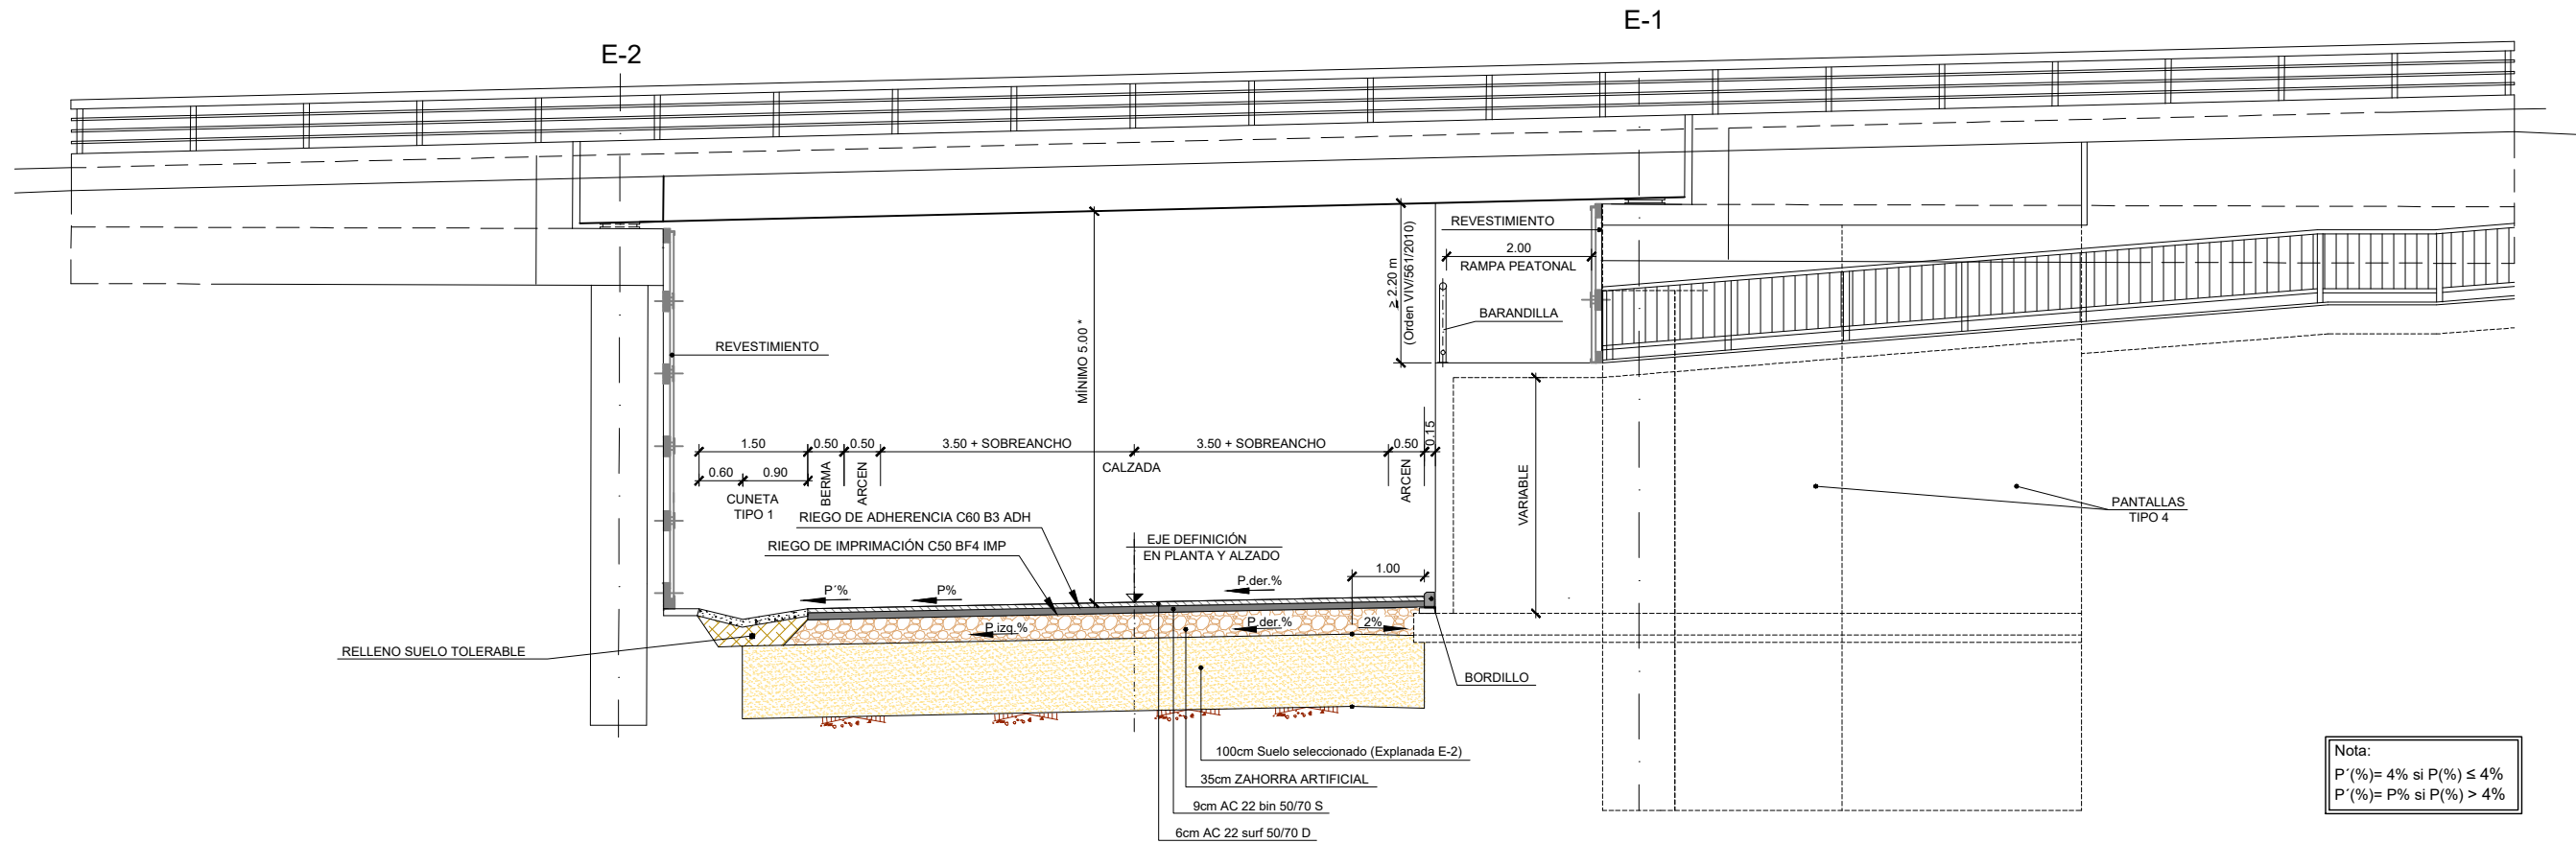 E-1
E-2
REVESTIMIENTO
2.00
RAMPA PEATONAL
≥ 2.20 m
(Orden VIV/561/2010)
BARANDILLA
REVESTIMIENTO
MÍNIMO 5.00 *
1.50
0.50
0.50
3.50 + SOBREANCHO
3.50 + SOBREANCHO
0.50
0.15
0.60
0.90
BERMA
ARCEN
CALZADA
ARCEN
VARIABLE
CUNETA
TIPO 1
PANTALLAS
TIPO 4
RIEGO DE ADHERENCIA C60 B3 ADH
RIEGO DE IMPRIMACIÓN C50 BF4 IMP
EJE DEFINICIÓN
EN PLANTA Y ALZADO
1.00
P´%
P%
P.der.%
P.izq.%
P.der.%
2%
RELLENO SUELO TOLERABLE
BORDILLO
100cm Suelo seleccionado (Explanada E-2)
35cm ZAHORRA ARTIFICIAL
9cm AC 22 bin 50/70 S
6cm AC 22 surf 50/70 D
Nota:
P´(%)= 4% si P(%) ≤ 4%
P´(%)= P% si P(%) > 4%